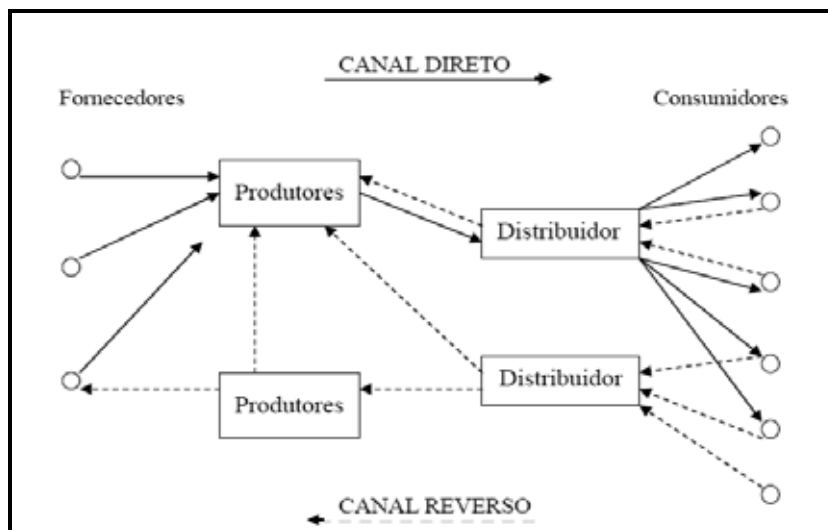 CANAL DIRETO
Fornecedores
Consumidores
Produtores
Distribuidor
Distribuidor
Produtores
CANAL REVERSO